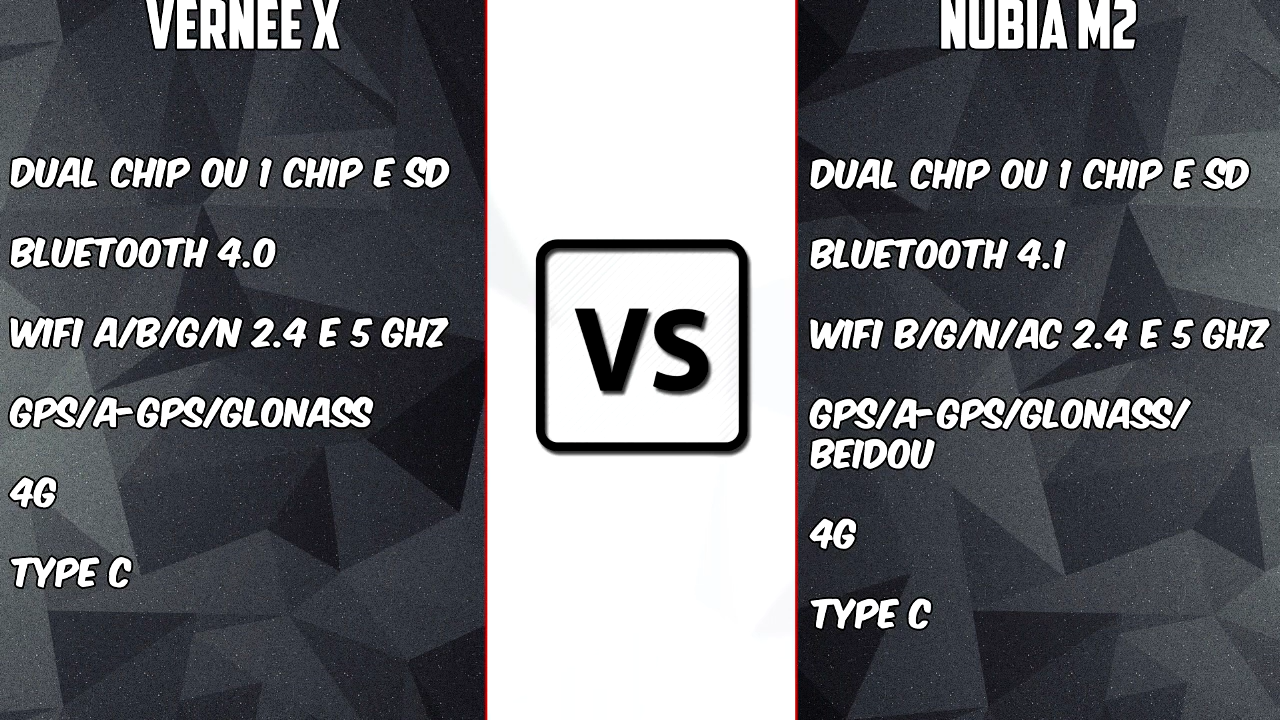 VERNEE X
DUAL CHIP OU 1 CHIP E SD
BLUETOOTH 4.0
WIFI A/B/G/N 2.4 E 5 GHZ
GPS/A-GPS/GLONASS
4G
TYPE C
VS
NUBIA M2
DUAL CHIP OU 1 CHIP E SD
BLUETOOTH 4.1
WIFI B/G/N/AC 2.4 E 5 GHZ
GPS/A-GPS/GLONASS/
BEIDOU
4G
TYPE C